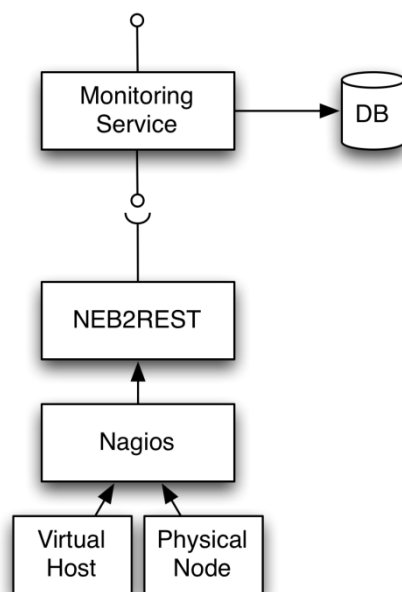 Monitoring
Service
DB
NEB2REST
Nagios
Virtual
Host
Physical
Node